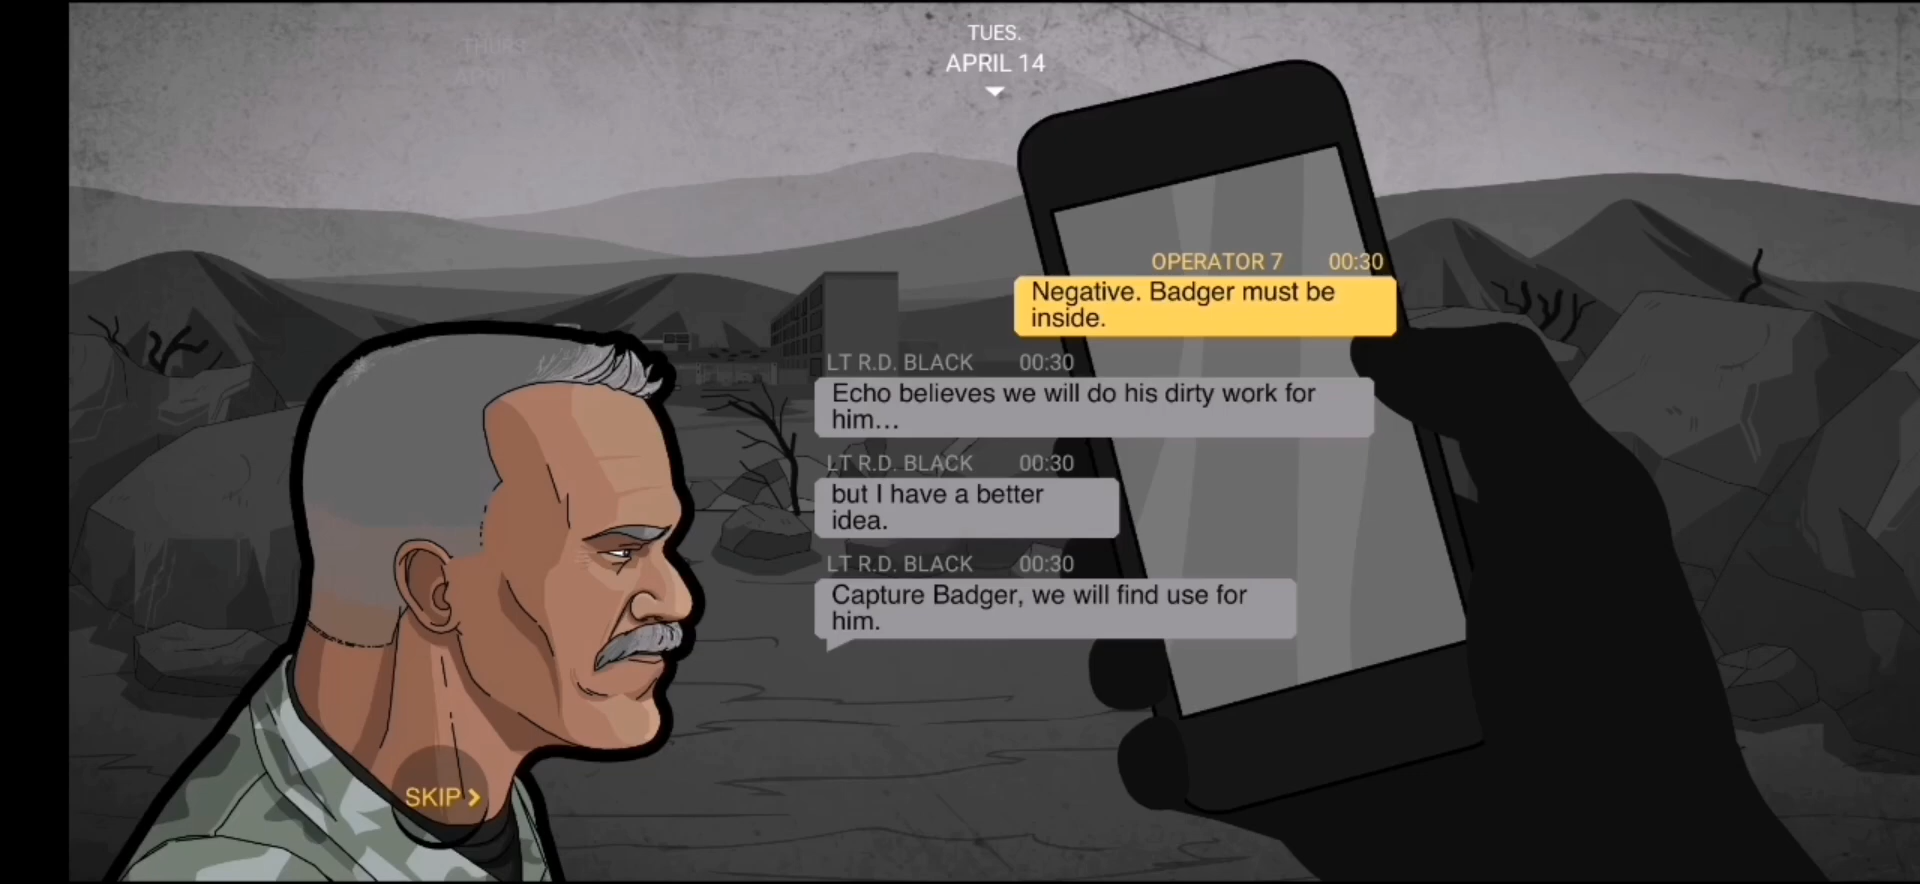 THURS.
TUES.
APRIL 14
OPERATOR 7 00:30
Negative. Badger must be
inside.
LT R.D. BLACK 00:30
Echo believes we will do his dirty work for
him...
LT R.D. BLACK 00:30
but I have a better
idea.
LT R.D. BLACK 00:30
Capture Badger, we will find use for
him.
SKIP